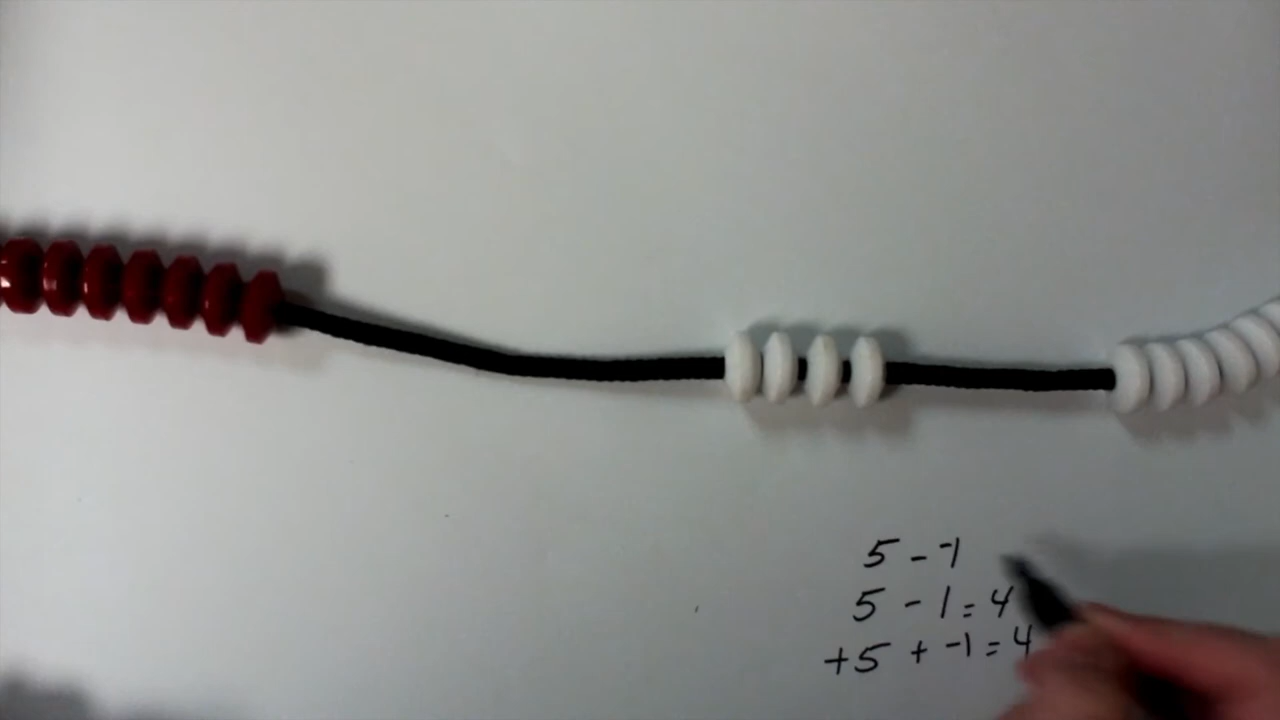 5 - -1
5 - 1 = 4
+5 + -1 = 4